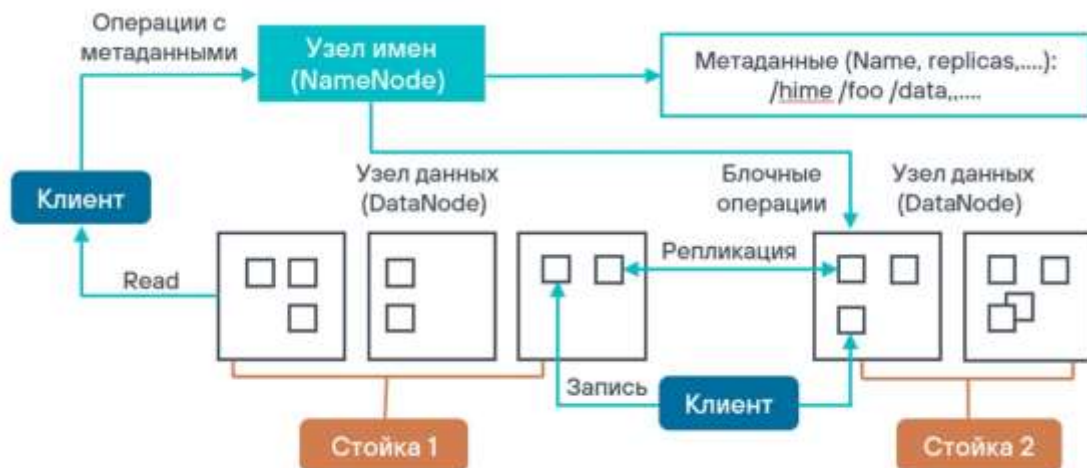 Операции с
метаданными
Узел имен
(NameNode)
Метаданные (Name, replicas,....):
/hime /foo /data,,....
Клиент
Узел данных
(DataNode)
Блочные
операции
Узел данных
(DataNode)
Read
Репликация
Запись
Клиент
Стойка 1
Стойка 2